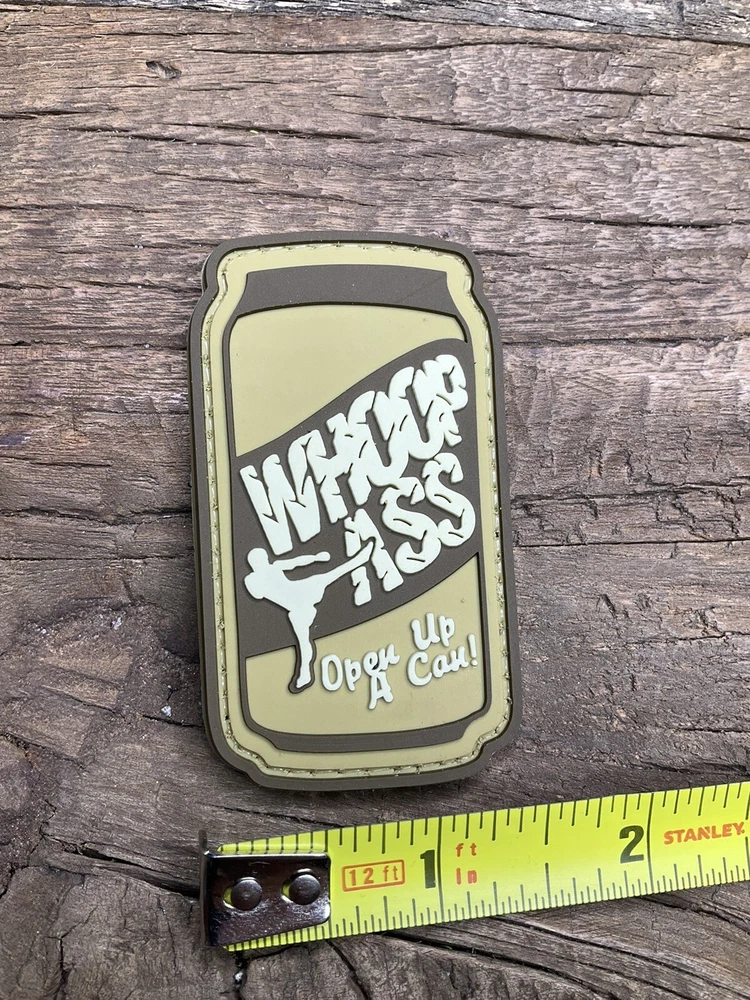 WHOOP
ASS
Open Up
A Can!
12 ft
1
ft
In
2
STANLEY.